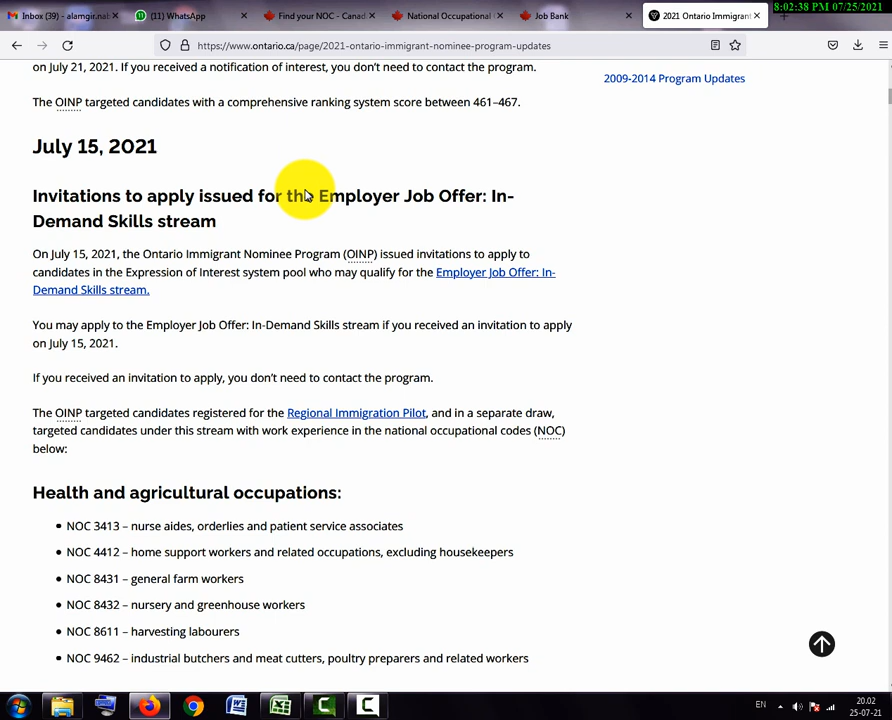 Inbox (39) - alamgir.nab
(11) WhatsApp
Find your NOC - Canad
National Occupational C
Job Bank
2021 Ontario Immigrant
8:02:38 PM 07/25/2021
https://www.ontario.ca/page/2021-ontario-immigrant-nominee-program-updates
on July 21, 2021. If you received a notification of interest, you don't need to contact the program.
2009-2014 Program Updates
The OINP targeted candidates with a comprehensive ranking system score between 461–467.
July 15, 2021
Invitations to apply issued for the Employer Job Offer: In-
Demand Skills stream
On July 15, 2021, the Ontario Immigrant Nominee Program (OINP) issued invitations to apply to
candidates in the Expression of Interest system pool who may qualify for the Employer Job Offer: In-
Demand Skills stream.
You may apply to the Employer Job Offer: In-Demand Skills stream if you received an invitation to apply
on July 15, 2021.
If you received an invitation to apply, you don't need to contact the program.
The OINP targeted candidates registered for the Regional Immigration Pilot, and in a separate draw,
targeted candidates under this stream with work experience in the national occupational codes (NOC)
below:
Health and agricultural occupations:
• NOC 3413 – nurse aides, orderlies and patient service associates
• NOC 4412 – home support workers and related occupations, excluding housekeepers
• NOC 8431 – general farm workers
• NOC 8432 – nursery and greenhouse workers
• NOC 8611 – harvesting labourers
• NOC 9462 – industrial butchers and meat cutters, poultry preparers and related workers
EN
20.02
25-07-21